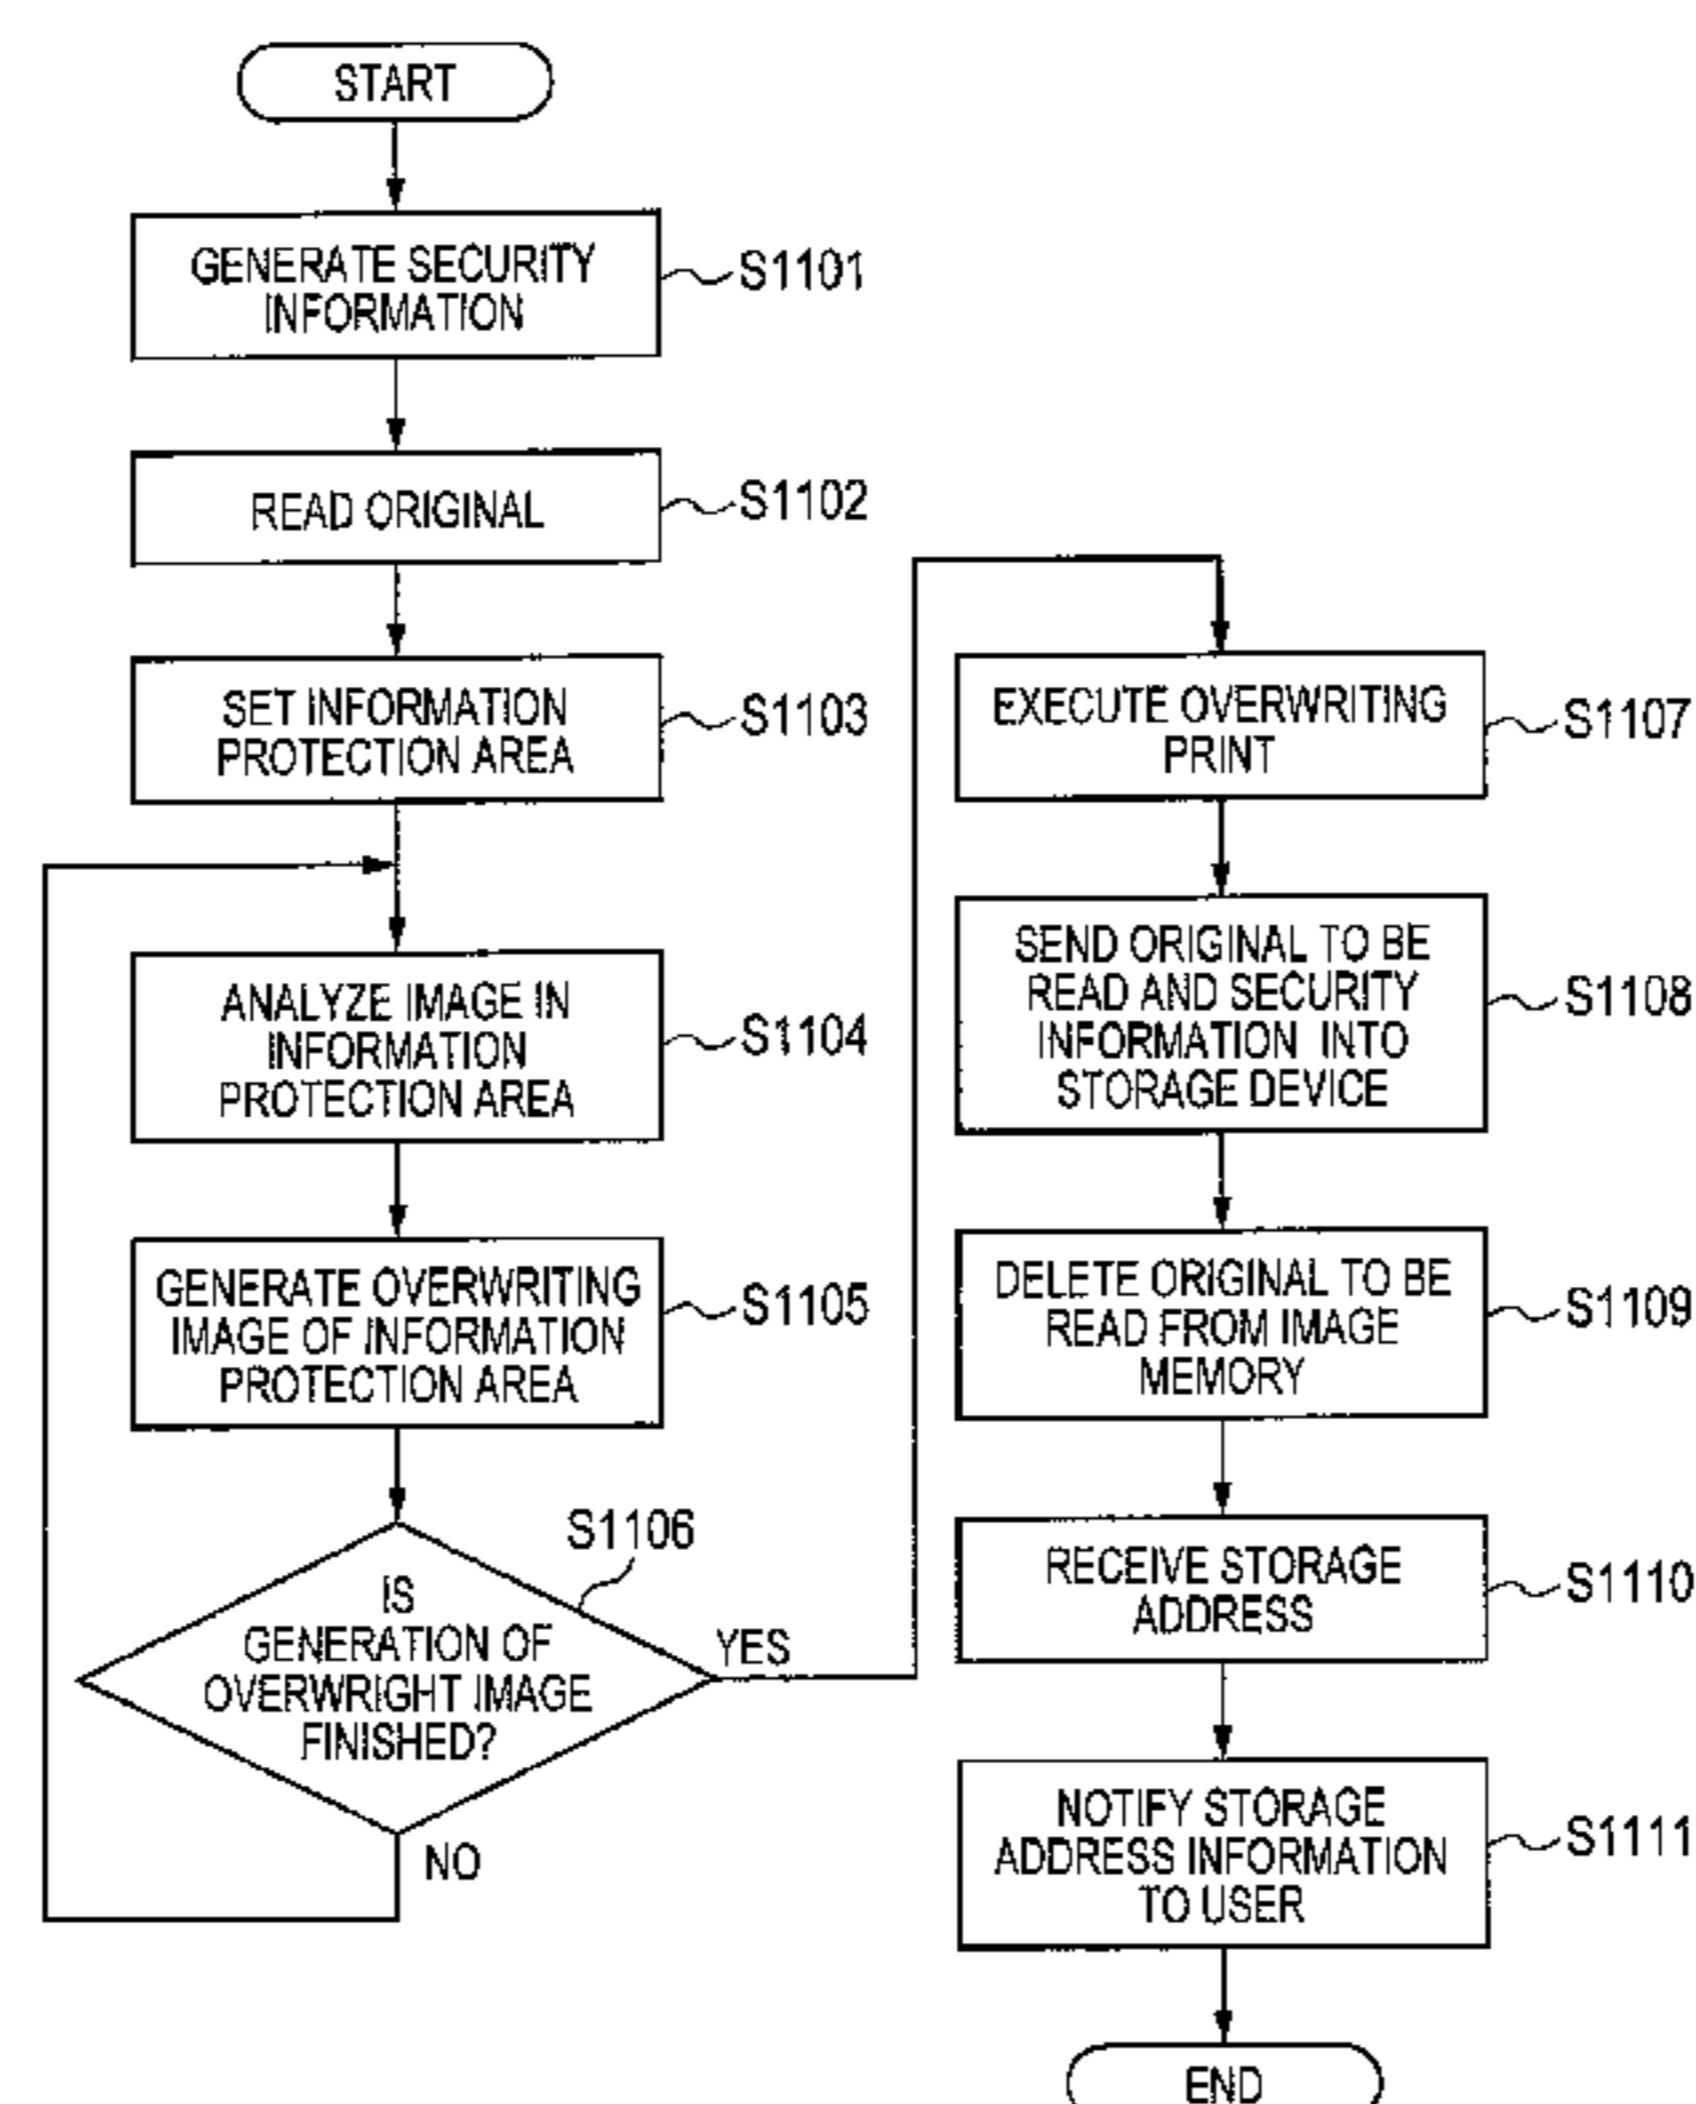 START
GENERATE SECURITY
INFORMATION
S1101
READ ORIGINAL
S1102
SET INFORMATION
PROTECTION AREA
S1103
ANALYZE IMAGE IN
INFORMATION
PROTECTION AREA
S1104
GENERATE OVERWRITING
IMAGE OF INFORMATION
PROTECTION AREA
S1105
S1106
IS
GENERATION OF
OVERWRIGHT IMAGE
FINISHED?
YES
NO
EXECUTE OVERWRITING
PRINT
S1107
SEND ORIGINAL TO BE
READ AND SECURITY
INFORMATION INTO
STORAGE DEVICE
S1108
DELETE ORIGINAL TO BE
READ FROM IMAGE
MEMORY
S1109
RECEIVE STORAGE
ADDRESS
S1110
NOTIFY STORAGE
ADDRESS INFORMATION
TO USER
S1111
END